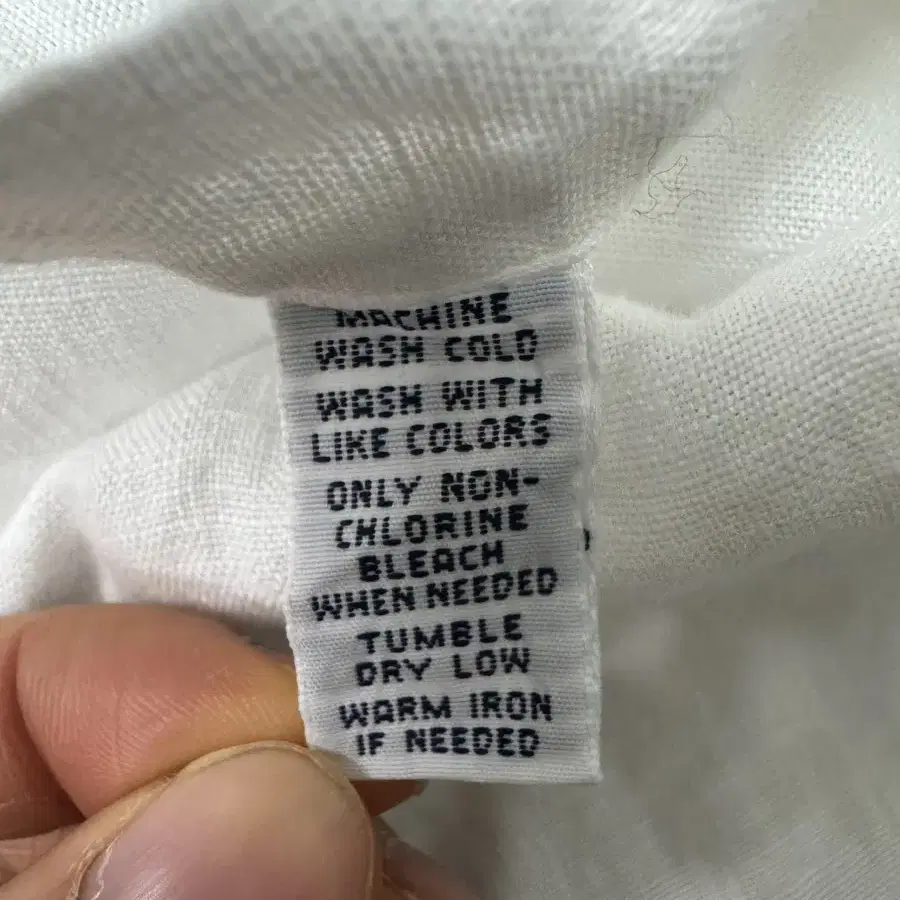 MACHINE
WASH COLD
WASH WITH
LIKE COLORS
ONLY NON-
CHLORINE
BLEACH
WHEN NEEDED
TUMBLE
DRY LOW
WARM IRON
IF NEEDED